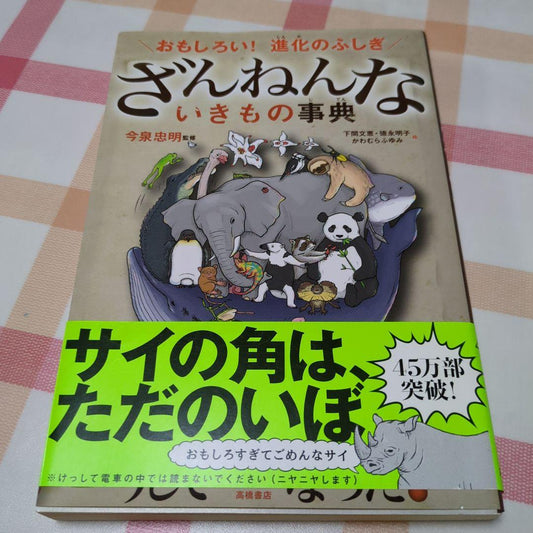 おもしろい! 進化のふしぎ
ざんねんな
いきもの事典
今泉忠明 監修
下間文恵・徳永明子
かわむらふゆみ 絵
サイの角は、
ただのいぼ
45万部
突破!
おもしろすぎてごめんなサイ
※けっして電車の中では読まないでください(ニヤニヤします)
高橋書店